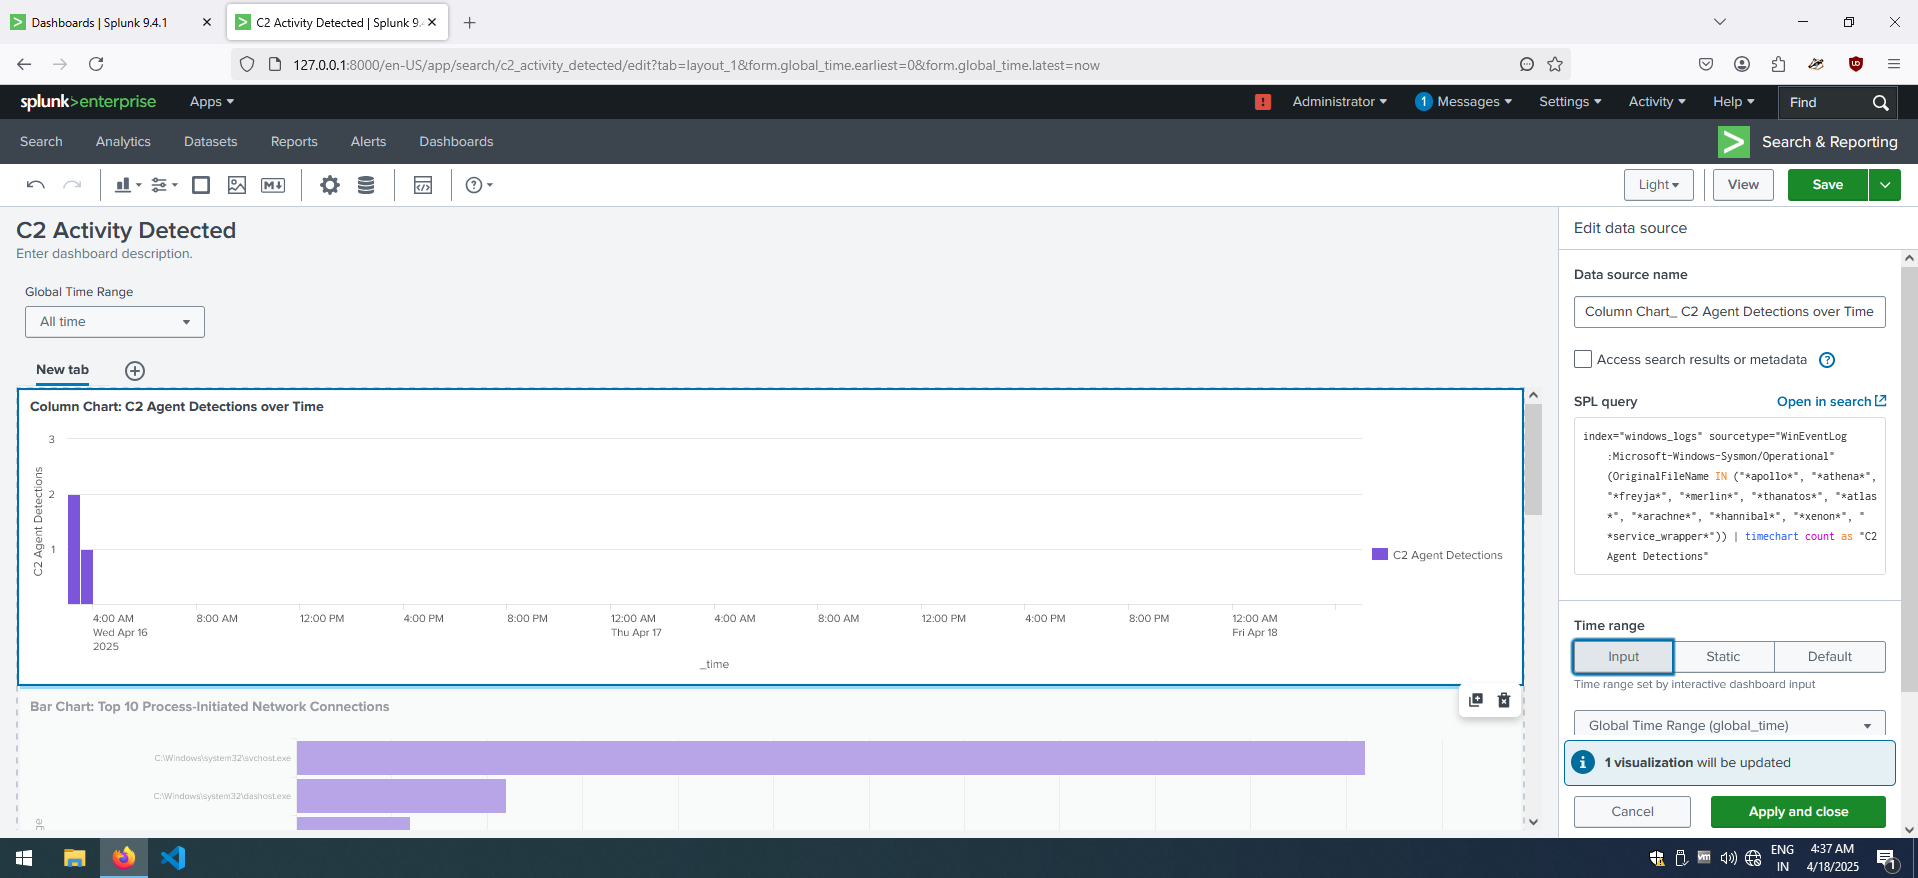 Dashboards | Splunk 9.4.1
C2 Activity Detected | Splunk 9.
127.0.0.1:8000/en-US/app/search/c2_activity_detected/edit?tab=layout_1&form.global_time.earliest=0&form.global_time.latest=now
splunk>enterprise
Apps
!
Administrator
1 Messages
Settings
Activity
Help
Find
Search
Analytics
Datasets
Reports
Alerts
Dashboards
Search & Reporting
Light
View
Save
C2 Activity Detected
Enter dashboard description.
Global Time Range
All time
New tab
Column Chart: C2 Agent Detections over Time
C2 Agent Detections
3
2
1
4:00 AM
Wed Apr 16
2025
8:00 AM
12:00 PM
4:00 PM
8:00 PM
12:00 AM
Thu Apr 17
4:00 AM
8:00 AM
12:00 PM
4:00 PM
8:00 PM
12:00 AM
Fri Apr 18
_time
C2 Agent Detections
Bar Chart: Top 10 Process-Initiated Network Connections
C:\Windows\system32\svchost.exe
C:\Windows\system32\dashost.exe
Edit data source
Data source name
Column Chart_ C2 Agent Detections over Time
Access search results or metadata
SPL query
Open in search
index="windows_logs" sourcetype="WinEventLog
:Microsoft-Windows-Sysmon/Operational"
(OriginalFileName IN ("*apollo*", "*athena*",
"*freyja*", "*merlin*", "*thanatos*", "*atlas
*", "*arachne*", "*hannibal*", "*xenon*", "
*service_wrapper*")) | timechart count as "C2
Agent Detections"
Time range
Input
Static
Default
Time range set by interactive dashboard input
Global Time Range (global_time)
1 visualization will be updated
Cancel
Apply and close
ENG
IN
4:37 AM
4/18/2025
1